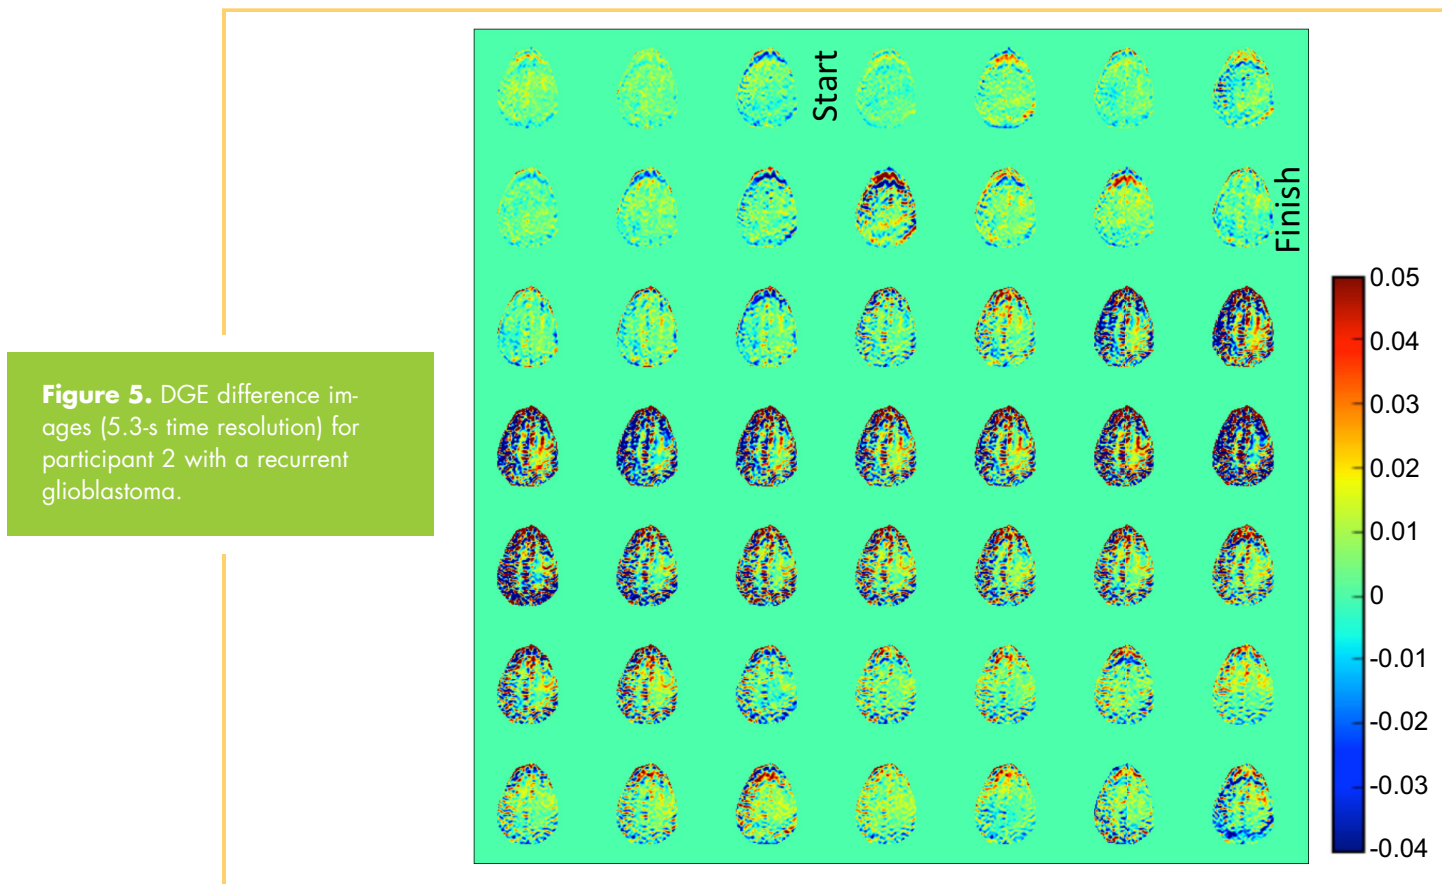 Start
Finish
0.05
0.04
0.03
0.02
0.01
0
-0.01
-0.02
-0.03
-0.04
Figure 5. DGE difference im-
ages (5.3-s time resolution) for
participant 2 with a recurrent
glioblastoma.